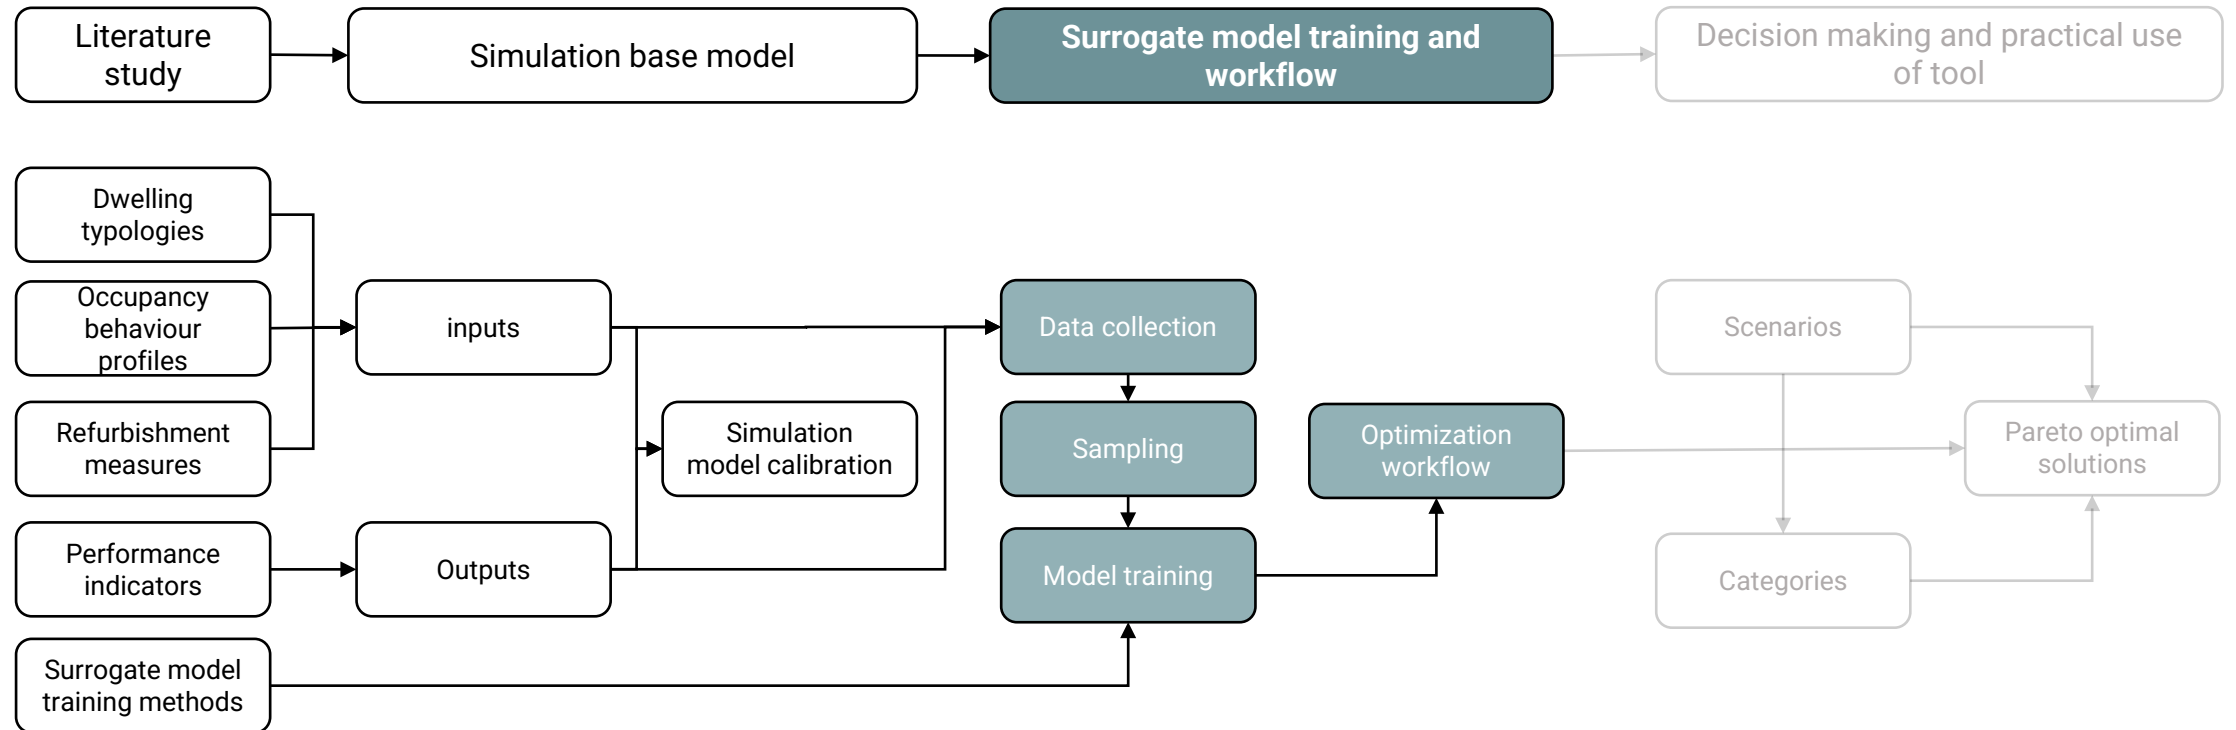 Literature
study
Simulation base model
Surrogate model training and
workflow
Decision making and practical use
of tool
Dwelling
typologies
Occupancy
behaviour
profiles
Refurbishment
measures
Performance
indicators
Surrogate model
training methods
inputs
Outputs
Simulation
model calibration
Data collection
Sampling
Model training
Optimization
workflow
Scenarios
Categories
Pareto optimal
solutions